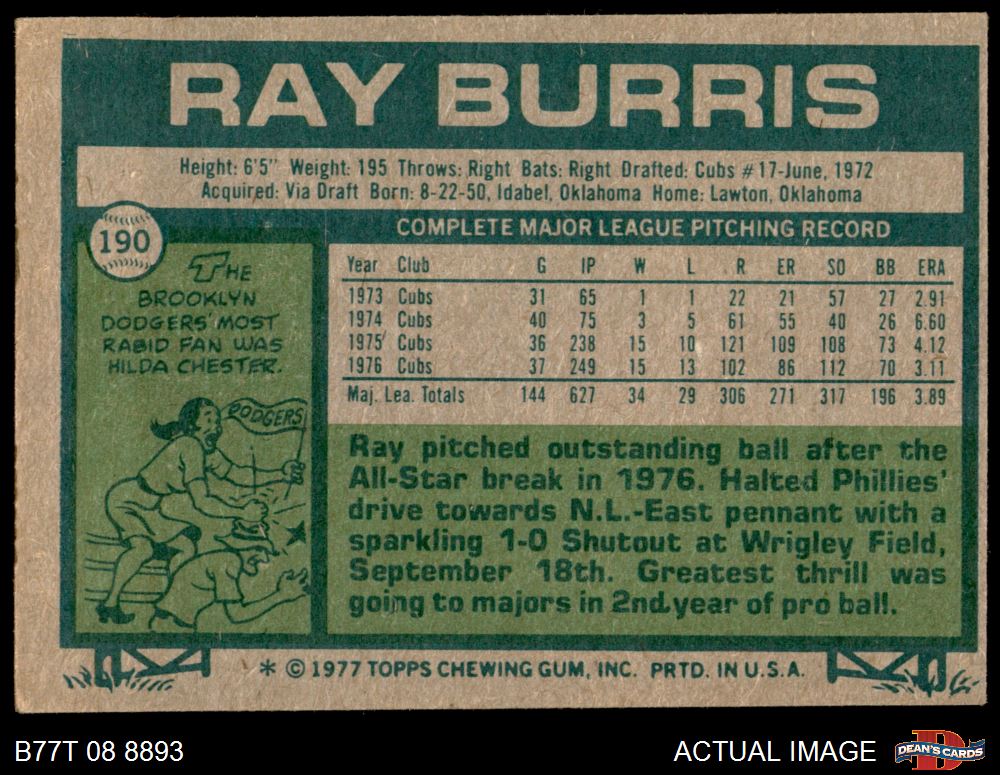 RAY BURRIS
Height: 6'5" Weight: 195 Throws: Right Bats: Right Drafted: Cubs #17-June, 1972
Acquired: Via Draft Born: 8-22-50, Idabel, Oklahoma Home: Lawton, Oklahoma
190
THE
BROOKLYN
DODGERS' MOST
RABID FAN WAS
HILDA CHESTER.
DODGERS
COMPLETE MAJOR LEAGUE PITCHING RECORD
Year Club G IP W L R ER SO BB ERA
1973 Cubs 31 65 1 1 22 21 57 27 2.91
1974 Cubs 40 75 3 5 61 55 40 26 6.60
1975 Cubs 36 238 15 10 121 109 108 73 4.12
1976 Cubs 37 249 15 13 102 86 112 70 3.11
Maj. Lea. Totals 144 627 34 29 306 271 317 196 3.89
Ray pitched outstanding ball after the
All-Star break in 1976. Halted Phillies'
drive towards N.L.-East pennant with a
sparkling 1-0 Shutout at Wrigley Field,
September 18th. Greatest thrill was
going to majors in 2nd year of pro ball.
* © 1977 TOPPS CHEWING GUM, INC. PRTD. IN U.S.A.
B77T 08 8893
ACTUAL IMAGE
D
DEAN'S CARDS